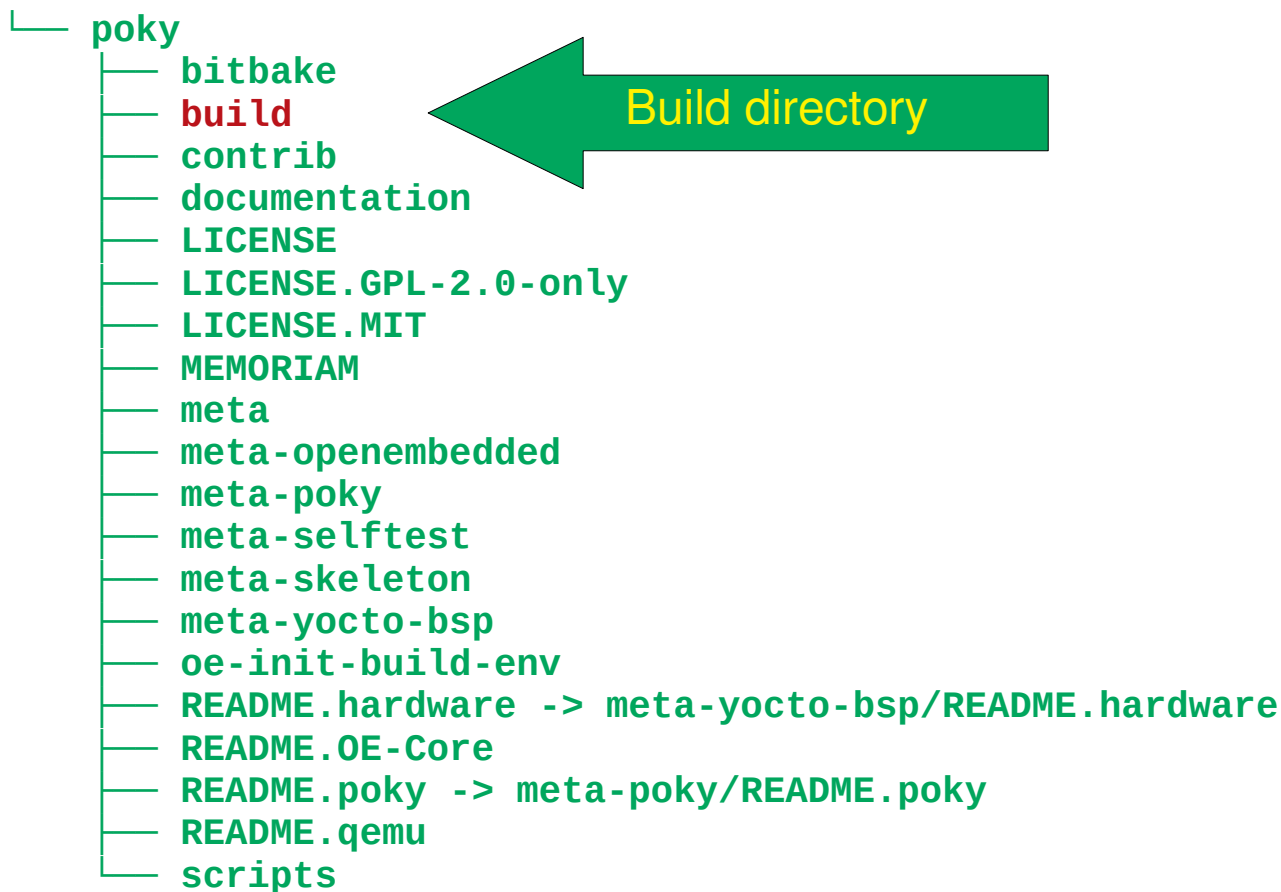 └── poky
├── bitbake
├── build
Build directory
├── contrib
├── documentation
├── LICENSE
├── LICENSE.GPL-2.0-only
├── LICENSE.MIT
├── MEMORIAM
├── meta
├── meta-openembedded
├── meta-poky
├── meta-selftest
├── meta-skeleton
├── meta-yocto-bsp
├── oe-init-build-env
├── README.hardware -> meta-yocto-bsp/README.hardware
├── README.OE-Core
├── README.poky -> meta-poky/README.poky
├── README.qemu
└── scripts